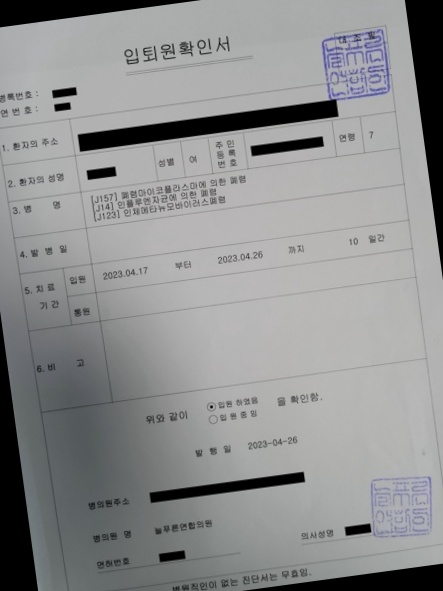 입퇴원확인서
대조필
병록번호 :
연 번 호 :
1. 환자의 주소
2. 환자의 성명 성별 여 주 민 등 록 번 호 연령 7
3. 병 명 [J157] 폐렴마이코플라스마에 의한 폐렴
[J14] 인플루엔자균에 의한 폐렴
[J123] 인체메타뉴모바이러스폐렴
4. 발 병 일
5. 치 료 기 간 입원 2023.04.17 부터 2023.04.26 까지 10 일간
통원
6. 비 고
위와 같이 입원 하였음 을 확인함.
입 원 중 임
발 행 일 2023-04-26
병의원주소
병의원 명 늘푸른연합의원
면허번호 의사성명
병원직인이 없는 진단서는 무효임.